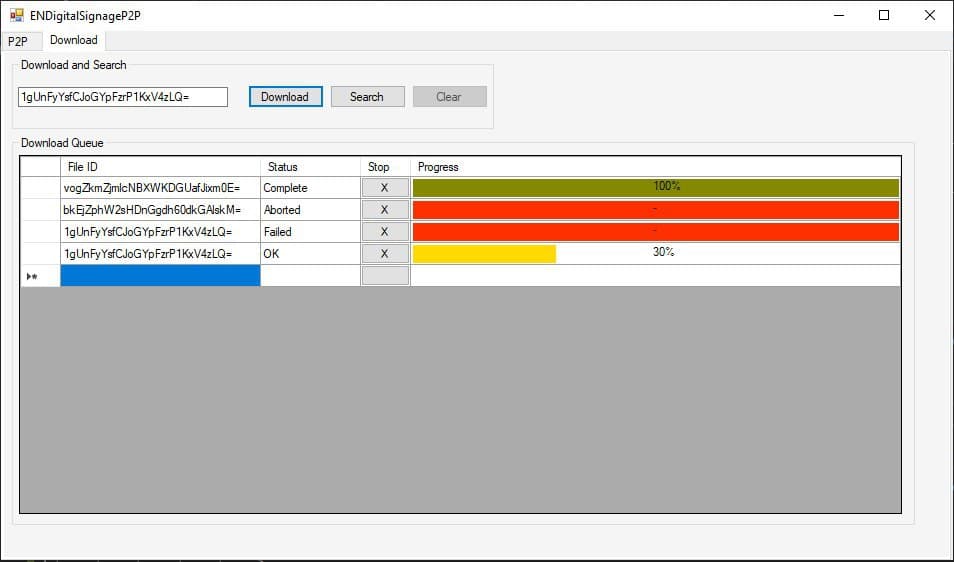 ENDigitalSignageP2P
P2P Download
Download and Search
1gUnFyYsfCJoGYpFzrP1KxV4zLQ= Download Search Clear
Download Queue
File ID Status Stop Progress
vogZkmZjmlcNBXWKDGUafJixm0E= Complete X 100%
bkEjZphW2sHDnGgdh60dkGAlskM= Aborted X -
1gUnFyYsfCJoGYpFzrP1KxV4zLQ= Failed X -
1gUnFyYsfCJoGYpFzrP1KxV4zLQ= OK X 30%